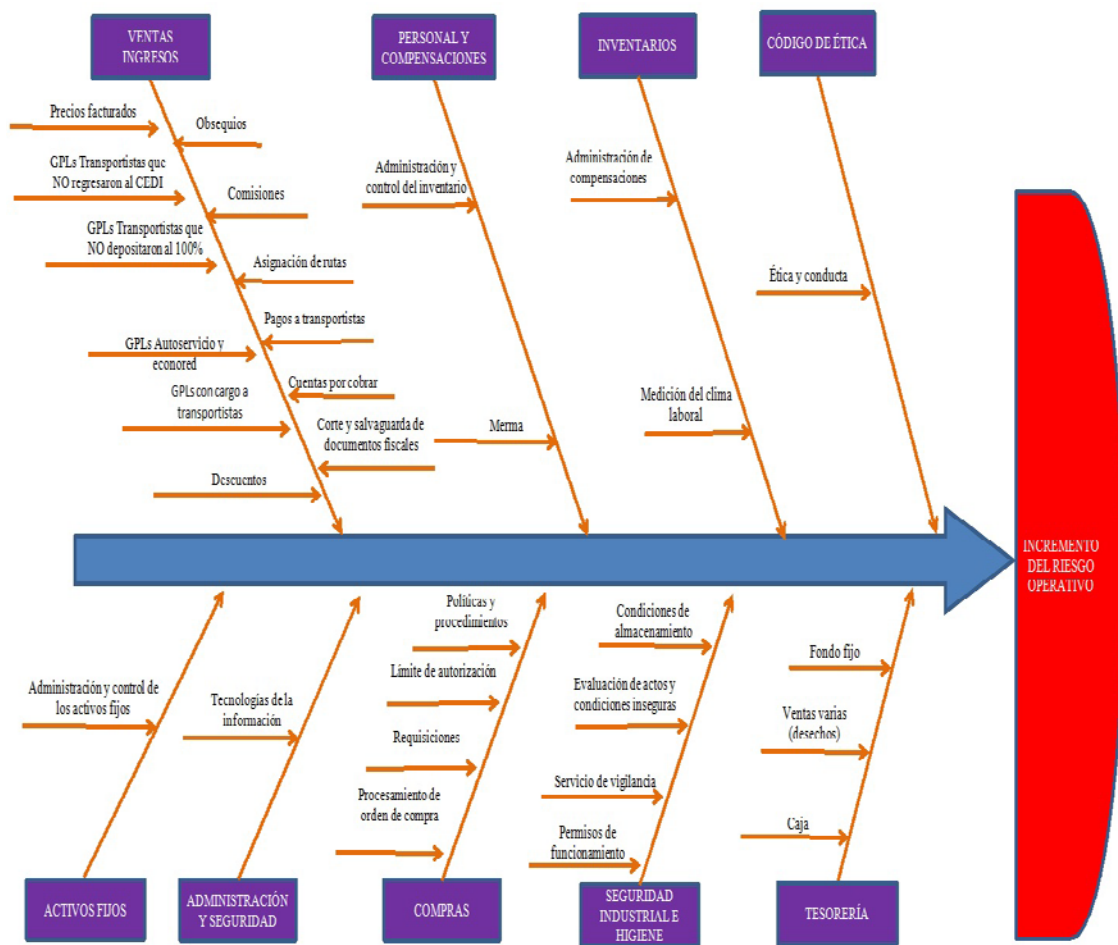 VENTAS
INGRESOS
PERSONAL Y
COMPENSACIONES
INVENTARIOS
CÓDIGO DE ÉTICA
Precios facturados
Obsequios
GPLs Transportistas que
NO regresaron al CEDI
Comisiones
GPLs Transportistas que
NO depositaron al 100%
Asignación de rutas
Pagos a transportistas
GPLs Autoservicio y
econored
Cuentas por cobrar
GPLs con cargo a
transportistas
Corte y salvaguarda de
documentos fiscales
Descuentos
Administración y
control del inventario
Merma
Administración de
compensaciones
Medición del clima
laboral
Ética y conducta
INCREMENTO
DEL RIESGO
OPERATIVO
Administración y control de
los activos fijos
Tecnologías de la
información
Políticas y
procedimientos
Límite de autorización
Requisiciones
Procesamiento de
orden de compra
Condiciones de
almacenamiento
Evaluación de actos y
condiciones inseguras
Servicio de vigilancia
Permisos de
funcionamiento
Fondo fijo
Ventas varias
(desechos)
Caja
ACTIVOS FIJOS
ADMINISTRACIÓN
Y SEGURIDAD
COMPRAS
SEGURIDAD
INDUSTRIAL E
HIGIENE
TESORERÍA